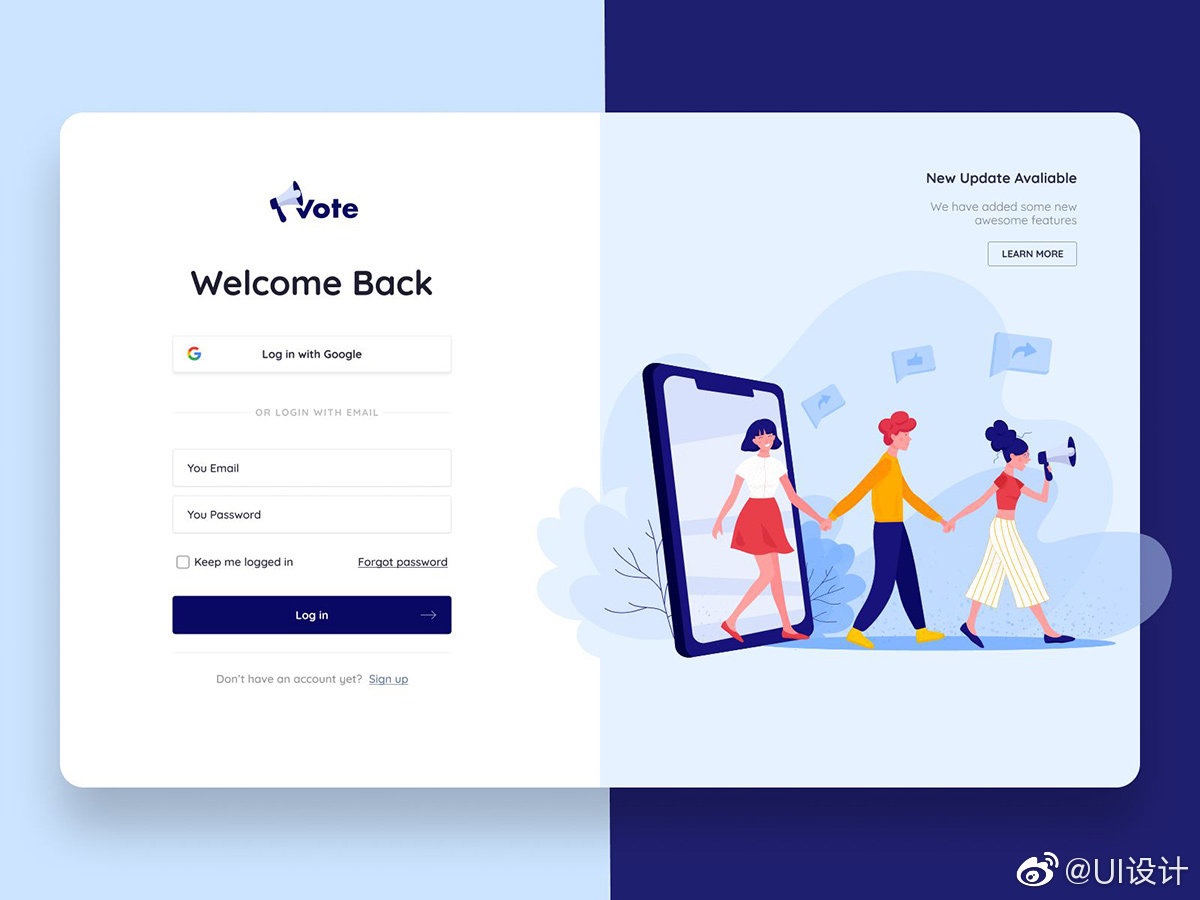 Vote
Welcome Back
Log in with Google
OR LOGIN WITH EMAIL
You Email
You Password
Keep me logged in
Forgot password
Log in
Don't have an account yet? Sign up
New Update Avaliable
We have added some new
awesome features
LEARN MORE
@UI设计